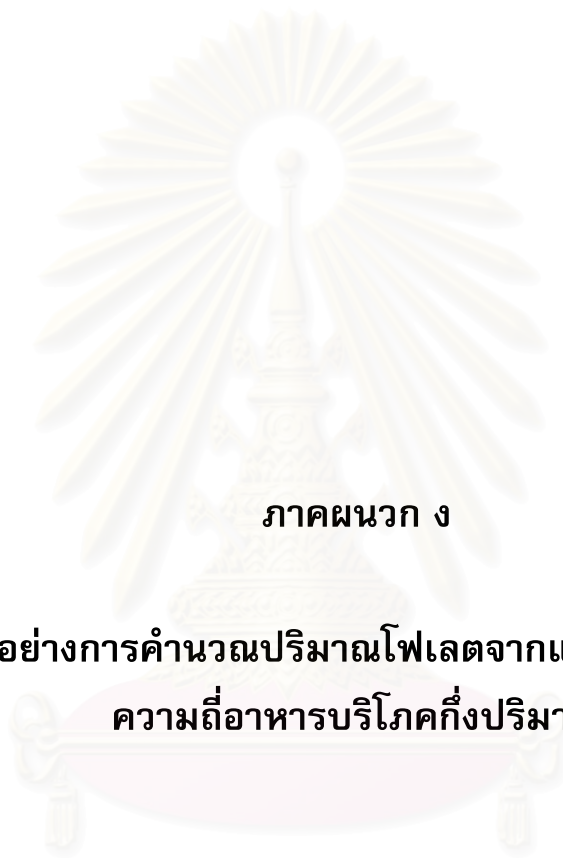 ภาคผนวก ง
อย่างการคำนวณปริมาณโฟเลตจาก
ความถี่อาหารบริโภคกึ่งปริมา